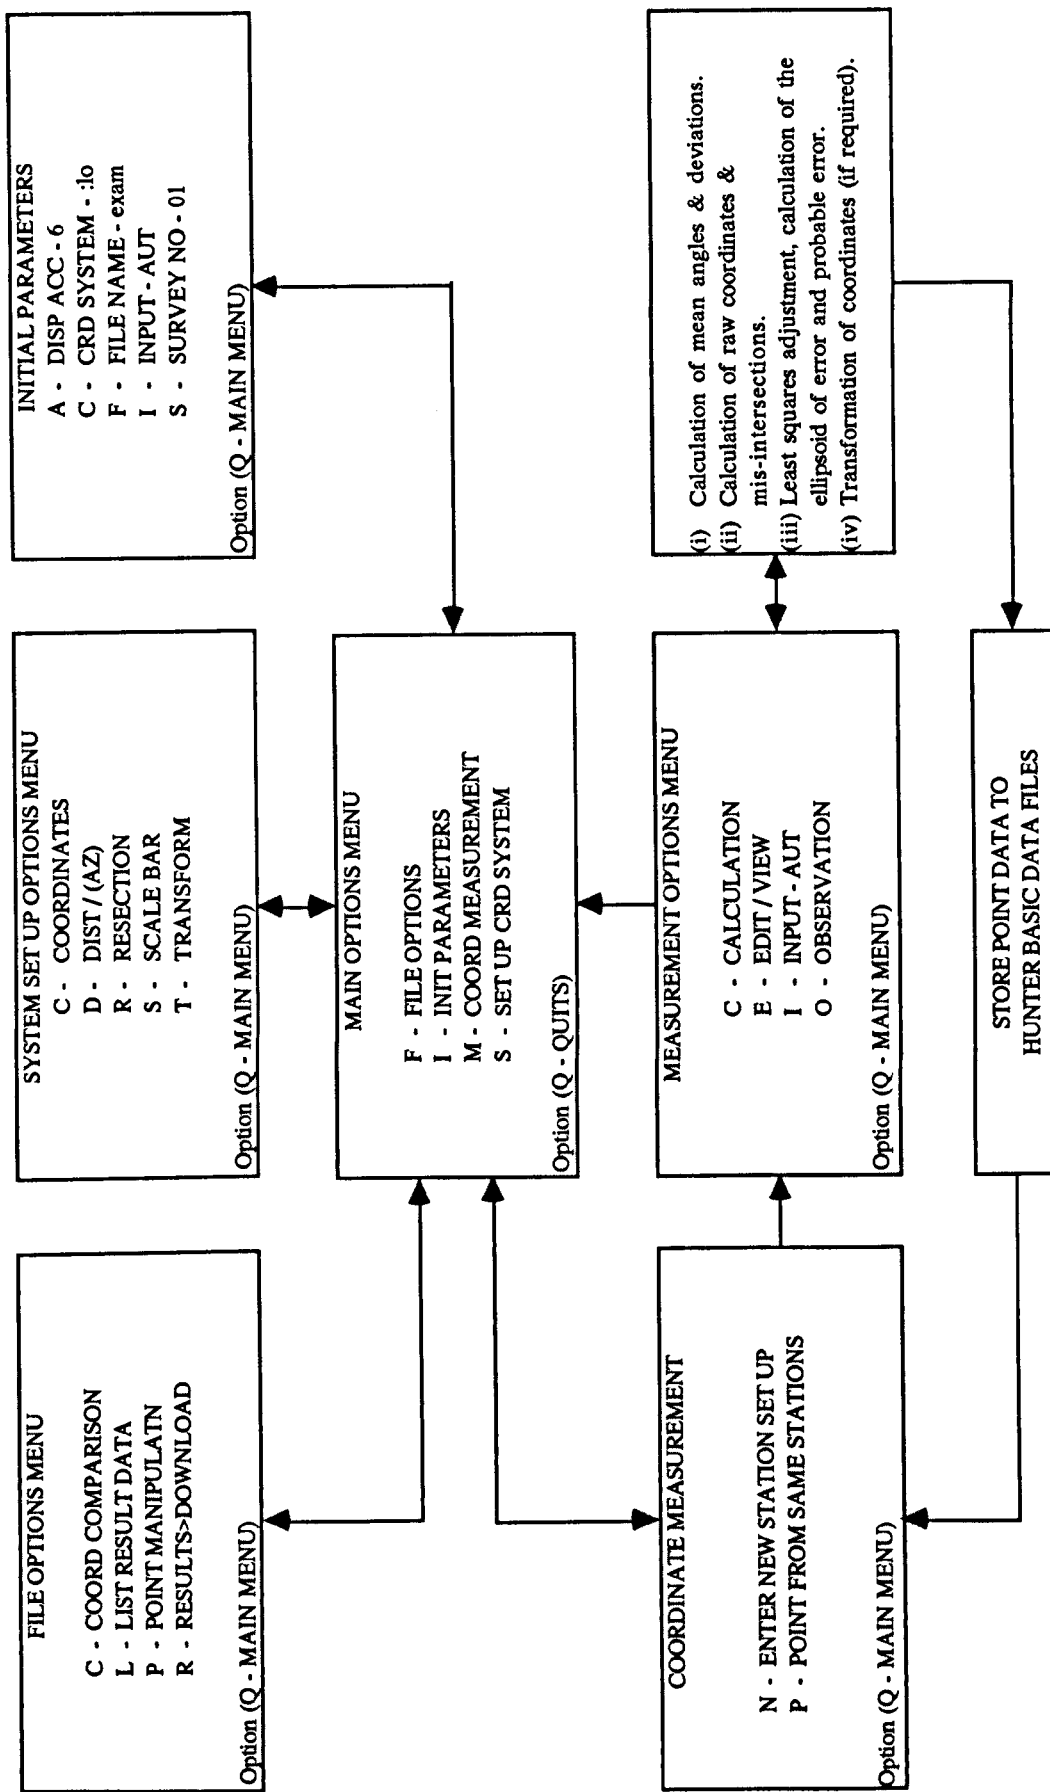 FILE OPTIONS MENU
C - COORD COMPARISON
L - LIST RESULT DATA
P - POINT MANIPULATN
R - RESULTS>DOWNLOAD
Option (Q - MAIN MENU)
SYSTEM SET UP OPTIONS MENU
C - COORDINATES
D - DIST / (AZ)
R - RESECTION
S - SCALE BAR
T - TRANSFORM
Option (Q - MAIN MENU)
INITIAL PARAMETERS
A - DISP ACC - 6
C - CRD SYSTEM - :lo
F - FILE NAME - exam
I - INPUT - AUT
S - SURVEY NO - 01
Option (Q - MAIN MENU)
MAIN OPTIONS MENU
F - FILE OPTIONS
I - INIT PARAMETERS
M - COORD MEASUREMENT
S - SET UP CRD SYSTEM
Option (Q - QUITS)
COORDINATE MEASUREMENT
N - ENTER NEW STATION SET UP
P - POINT FROM SAME STATIONS
Option (Q - MAIN MENU)
MEASUREMENT OPTIONS MENU
C - CALCULATION
E - EDIT / VIEW
I - INPUT - AUT
O - OBSERVATION
Option (Q - MAIN MENU)
(i) Calculation of mean angles & deviations.
(ii) Calculation of raw coordinates &
mis-intersections.
(iii) Least squares adjustment, calculation of the
ellipsoid of error and probable error.
(iv) Transformation of coordinates (if required).
STORE POINT DATA TO
HUNTER BASIC DATA FILES